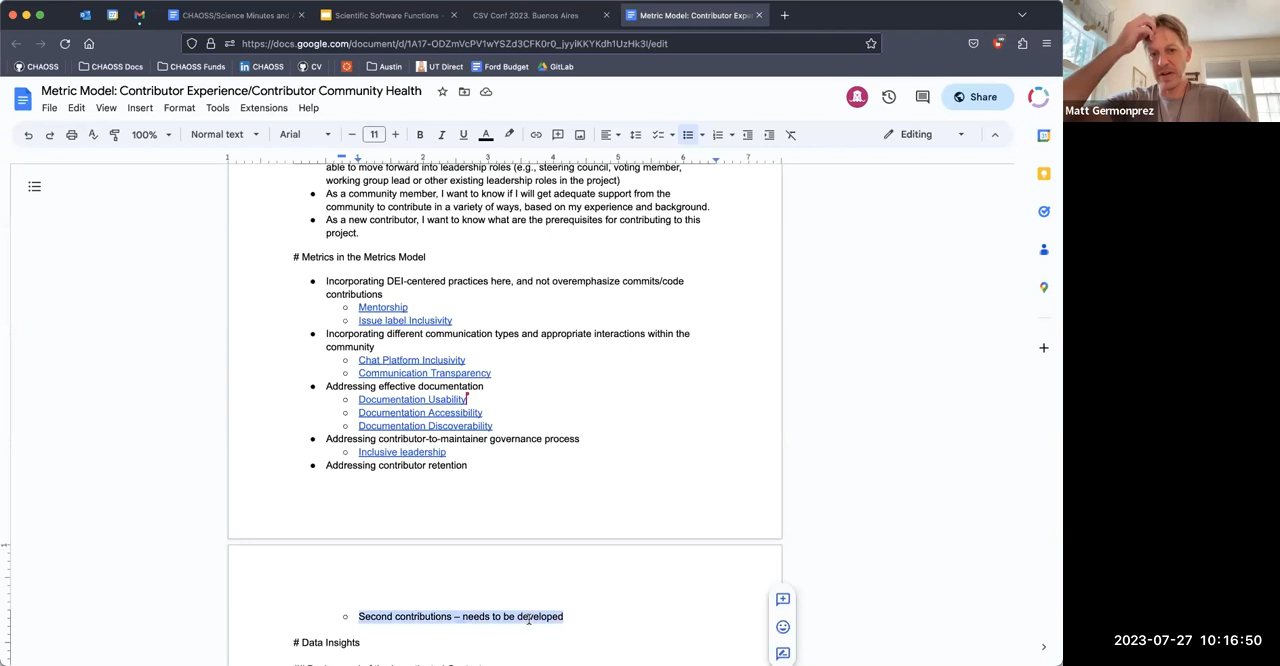 CHAOSS/Science Minutes and
Scientific Software Functions -
CSV Conf 2023. Buenos Aires
Metric Model: Contributor Expe
https://docs.google.com/document/d/1A17-ODZmVcPV1wYSZd3CFK0r0_jyyiKKYKdh1UzHk3I/edit
CHAOSS
CHAOSS Docs
CHAOSS Funds
CHAOSS
CV
Austin
UT Direct
Ford Budget
GitLab
Metric Model: Contributor Experience/Contributor Community Health
File Edit View Insert Format Tools Extensions Help
Share
100% Normal text Arial 11 Editing
1 1 2 3 4 5 6 7
able to move forward into leadership roles (e.g., steering council, voting member,
working group lead or other existing leadership roles in the project)
As a community member, I want to know if I will get adequate support from the
community to contribute in a variety of ways, based on my experience and background.
As a new contributor, I want to know what are the prerequisites for contributing to this
project.
# Metrics in the Metrics Model
Incorporating DEI-centered practices here, and not overemphasize commits/code
contributions
Mentorship
Issue label Inclusivity
Incorporating different communication types and appropriate interactions within the
community
Chat Platform Inclusivity
Communication Transparency
Addressing effective documentation
Documentation Usability
Documentation Accessibility
Documentation Discoverability
Addressing contributor-to-maintainer governance process
Inclusive leadership
Addressing contributor retention
Second contributions – needs to be developed
# Data Insights
Matt Germonprez
2023-07-27 10:16:50